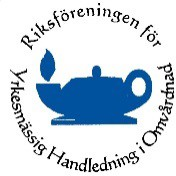 Riksföreningen för
Yrkesmässig Handledning i Omvårdnad